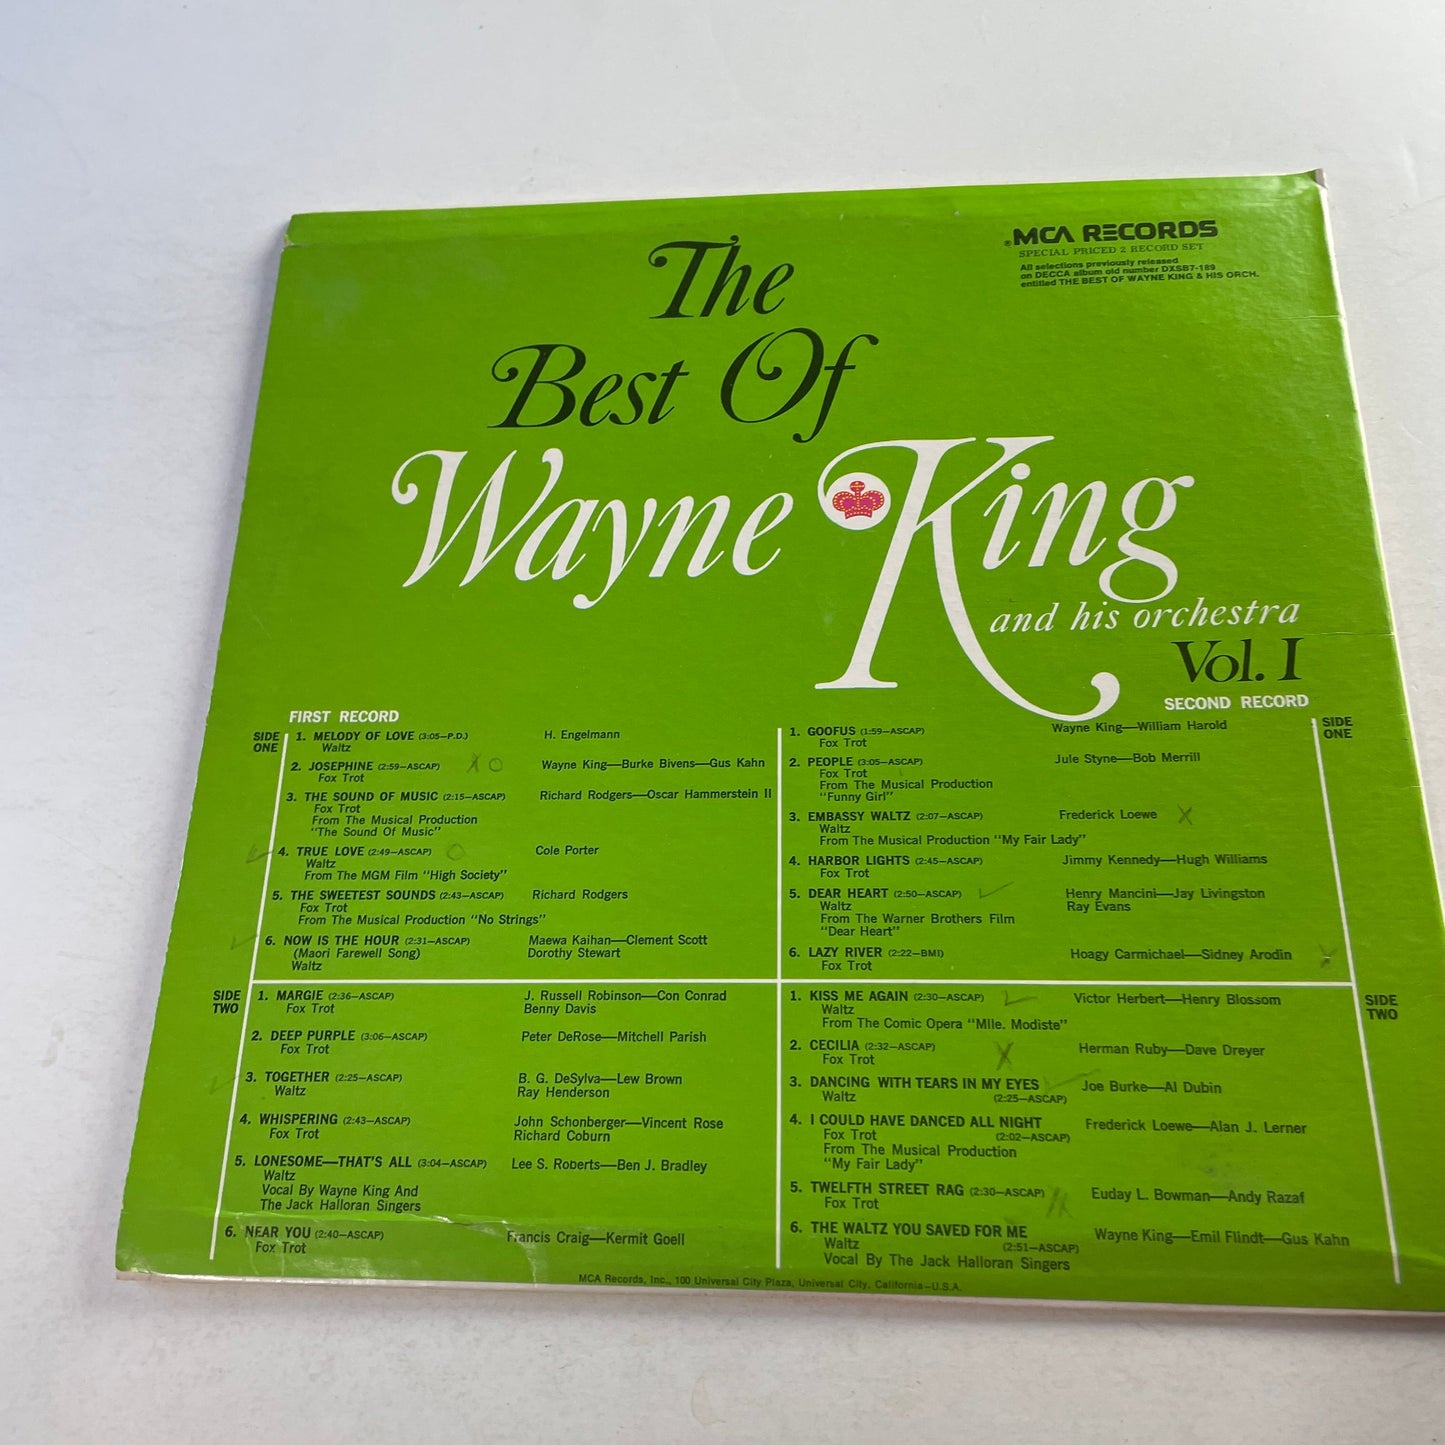 MCA RECORDS
SPECIAL PRICED 2 RECORD SET
All selections previously released
on DECCA album old number DXSB7-189
entitled THE BEST OF WAYNE KING & HIS ORCH.
The
Best Of
Wayne King
and his orchestra
Vol. I
FIRST RECORD
SIDE
ONE
1. MELODY OF LOVE (3:05—P.D.) H. Engelmann
Waltz
2. JOSEPHINE (2:59—ASCAP) Wayne King—Burke Bivens—Gus Kahn
Fox Trot
3. THE SOUND OF MUSIC (2:15—ASCAP) Richard Rodgers—Oscar Hammerstein II
Fox Trot
From The Musical Production
"The Sound Of Music"
4. TRUE LOVE (2:49—ASCAP) Cole Porter
Waltz
From The MGM Film "High Society"
5. THE SWEETEST SOUNDS (2:43—ASCAP) Richard Rodgers
Fox Trot
From The Musical Production "No Strings"
6. NOW IS THE HOUR (2:31—ASCAP) Maewa Kaihan—Clement Scott
(Maori Farewell Song) Dorothy Stewart
Waltz
SIDE
TWO
1. MARGIE (2:36—ASCAP) J. Russell Robinson—Con Conrad
Fox Trot Benny Davis
2. DEEP PURPLE (3:06—ASCAP) Peter DeRose—Mitchell Parish
Fox Trot
3. TOGETHER (2:25—ASCAP) B. G. DeSylva—Lew Brown
Waltz Ray Henderson
4. WHISPERING (2:43—ASCAP) John Schonberger—Vincent Rose
Fox Trot Richard Coburn
5. LONESOME—THAT'S ALL (3:04—ASCAP) Lee S. Roberts—Ben J. Bradley
Waltz
Vocal By Wayne King And
The Jack Halloran Singers
6. NEAR YOU (2:40—ASCAP) Francis Craig—Kermit Goell
Fox Trot
SECOND RECORD
SIDE
ONE
1. GOOFUS (1:59—ASCAP) Wayne King—William Harold
Fox Trot
2. PEOPLE (3:05—ASCAP) Jule Styne—Bob Merrill
Fox Trot
From The Musical Production
"Funny Girl"
3. EMBASSY WALTZ (2:07—ASCAP) Frederick Loewe
Waltz
From The Musical Production "My Fair Lady"
4. HARBOR LIGHTS (2:45—ASCAP) Jimmy Kennedy—Hugh Williams
Fox Trot
5. DEAR HEART (2:50—ASCAP) Henry Mancini—Jay Livingston
Waltz Ray Evans
From The Warner Brothers Film
"Dear Heart"
6. LAZY RIVER (2:22—BMI) Hoagy Carmichael—Sidney Arodin
Fox Trot
SIDE
TWO
1. KISS ME AGAIN (2:30—ASCAP) Victor Herbert—Henry Blossom
Waltz
From The Comic Opera "Mlle. Modiste"
2. CECILIA (2:32—ASCAP) Herman Ruby—Dave Dreyer
Fox Trot
3. DANCING WITH TEARS IN MY EYES Joe Burke—Al Dubin
Waltz (2:25—ASCAP)
4. I COULD HAVE DANCED ALL NIGHT Frederick Loewe—Alan J. Lerner
Fox Trot (2:02—ASCAP)
From The Musical Production
"My Fair Lady"
5. TWELFTH STREET RAG (2:30—ASCAP) Euday L. Bowman—Andy Razaf
Fox Trot
6. THE WALTZ YOU SAVED FOR ME Wayne King—Emil Flindt—Gus Kahn
Waltz (2:51—ASCAP)
Vocal By The Jack Halloran Singers
MCA Records, Inc., 100 Universal City Plaza, Universal City, California—U.S.A.